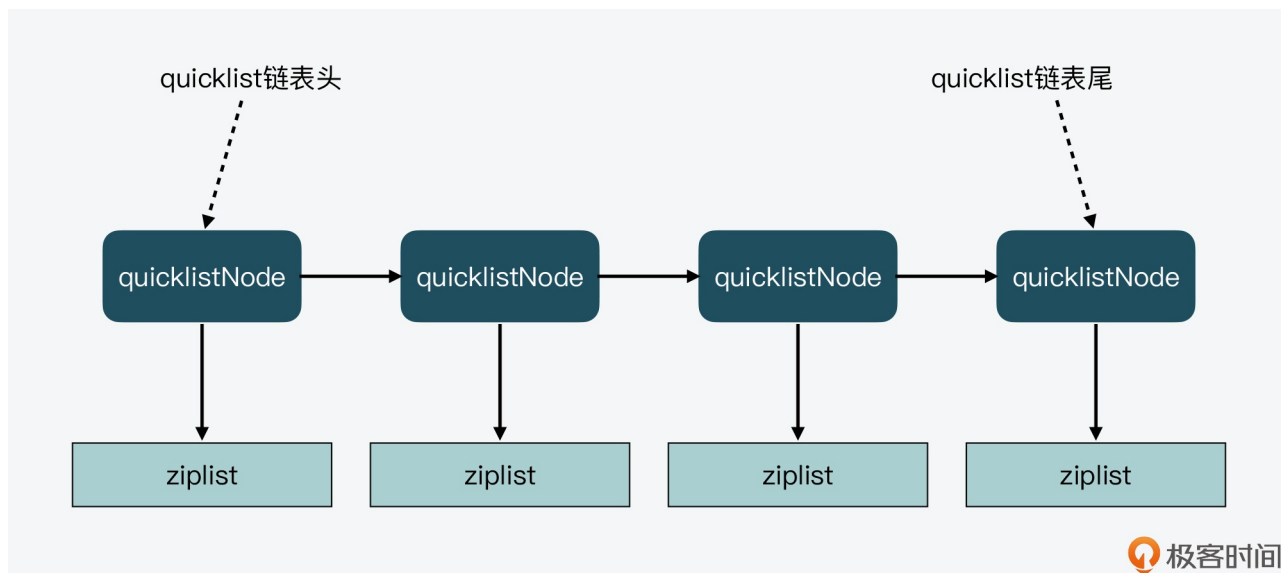 quicklist链表头
quicklist链表尾
quicklistNode
quicklistNode
quicklistNode
quicklistNode
ziplist
ziplist
ziplist
ziplist
极客时间